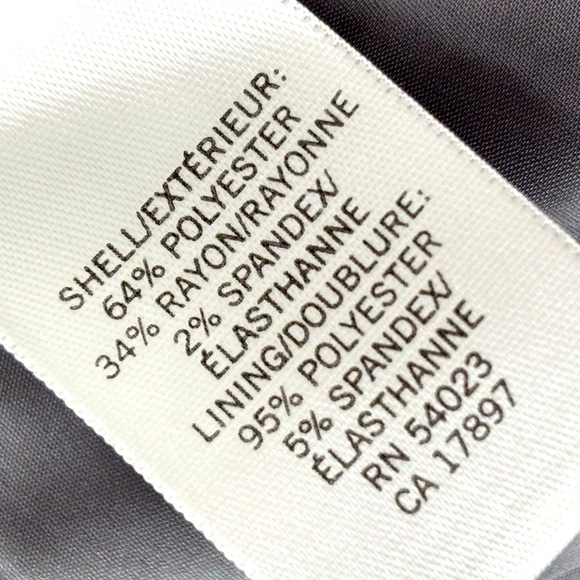 SHELL/EXTÉRIEUR:
64% POLYESTER
34% RAYON/RAYONNE
2% SPANDEX/
ÉLASTHANNE
LINING/DOUBLURE:
95% POLYESTER
5% SPANDEX/
ÉLASTHANNE
RN 54023
CA 17897